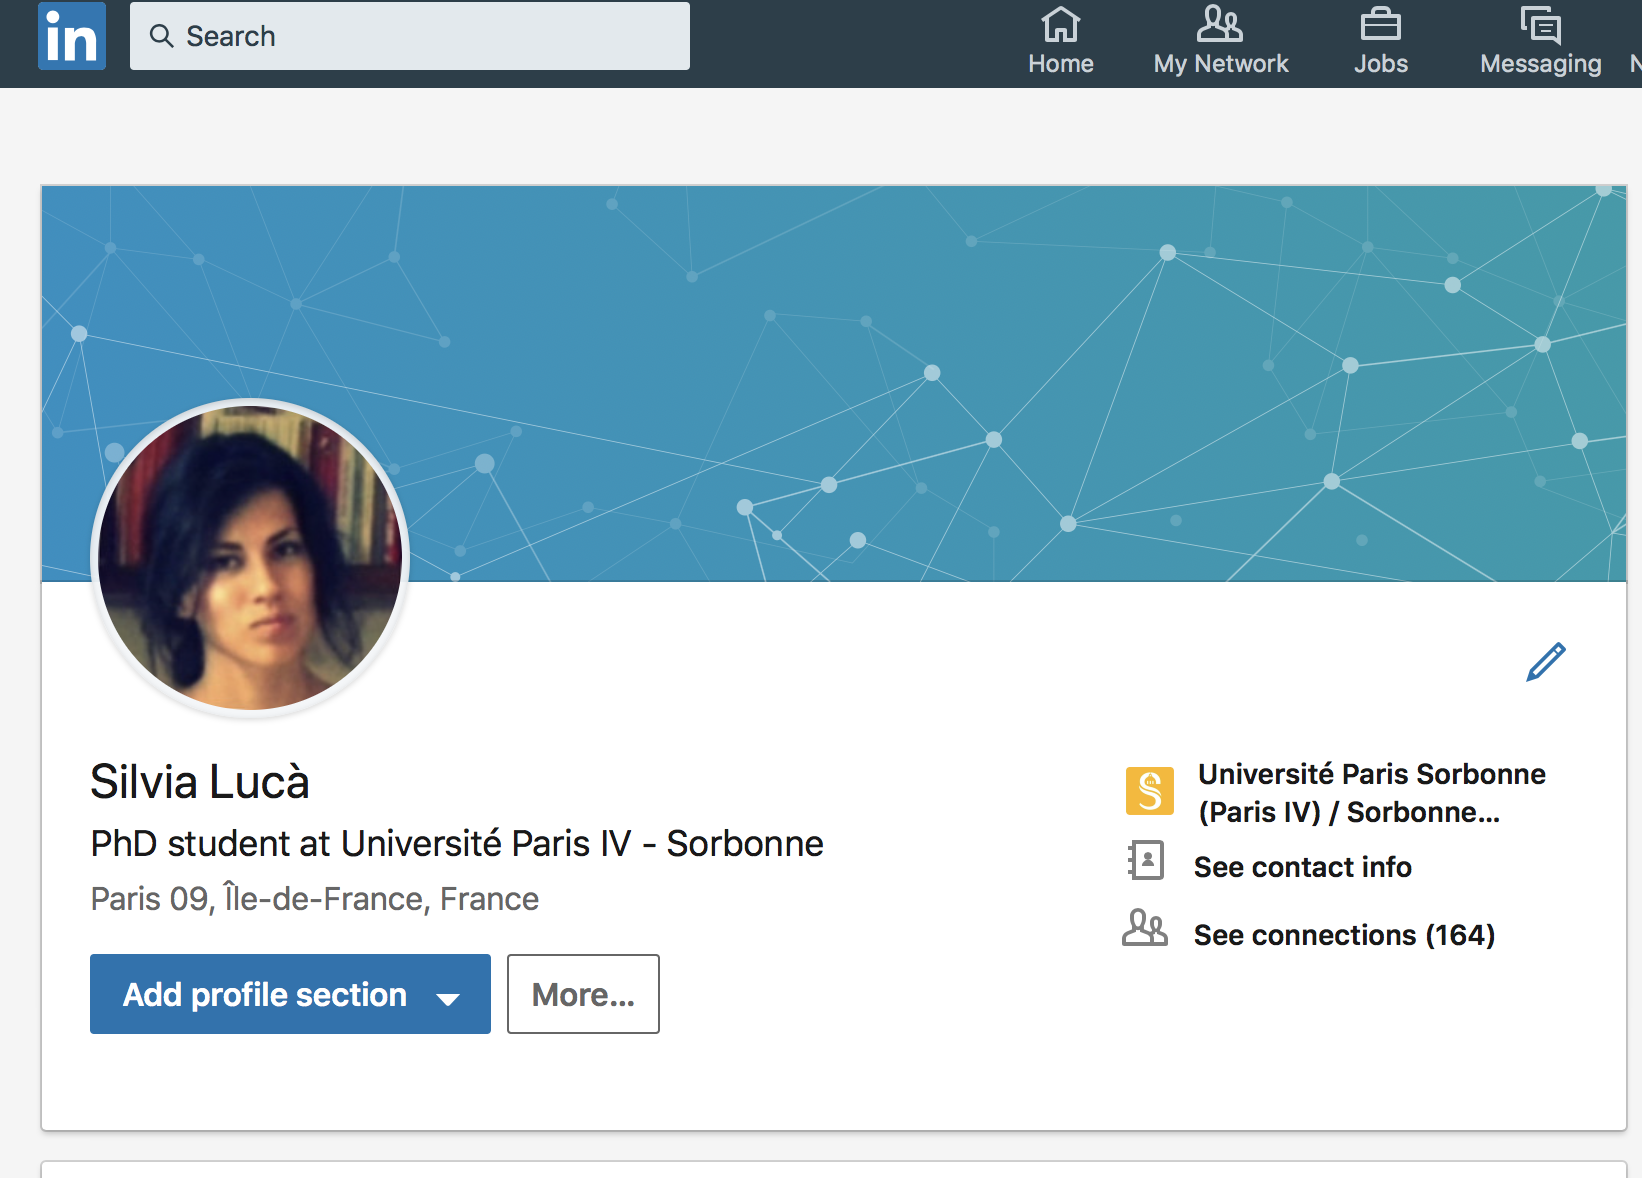 in
Search
Home
My Network
Jobs
Messaging
N
Silvia Lucà
PhD student at Université Paris IV - Sorbonne
Paris 09, Île-de-France, France
Add profile section
More...
S
Université Paris Sorbonne
(Paris IV) / Sorbonne...
See contact info
See connections (164)